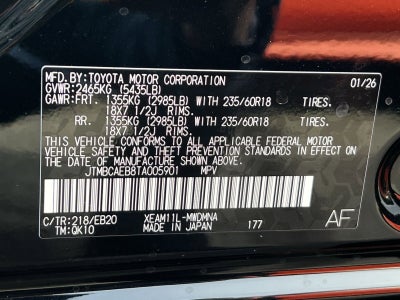 MFD.BY:TOYOTA MOTOR CORPORATION 01/26
GVWR:2465KG (5435LB)
GAWR:FRT. 1355KG (2985LB) WITH 235/60R18 TIRES.
18X7 1/2J RIMS.
RR. 1355KG (2985LB) WITH 235/60R18 TIRES.
18X7 1/2J RIMS.
THIS VEHICLE CONFORMS TO ALL APPLICABLE FEDERAL MOTOR
VEHICLE SAFETY AND THEFT PREVENTION STANDARDS IN EFFECT
ON THE DATE OF MANUFACTURE SHOWN ABOVE.
JTMBCAEB8TA005901 MPV
C/TR:218/EB20 XEAM11L-MWDMNA
TM:QK10 MADE IN JAPAN 177 AF